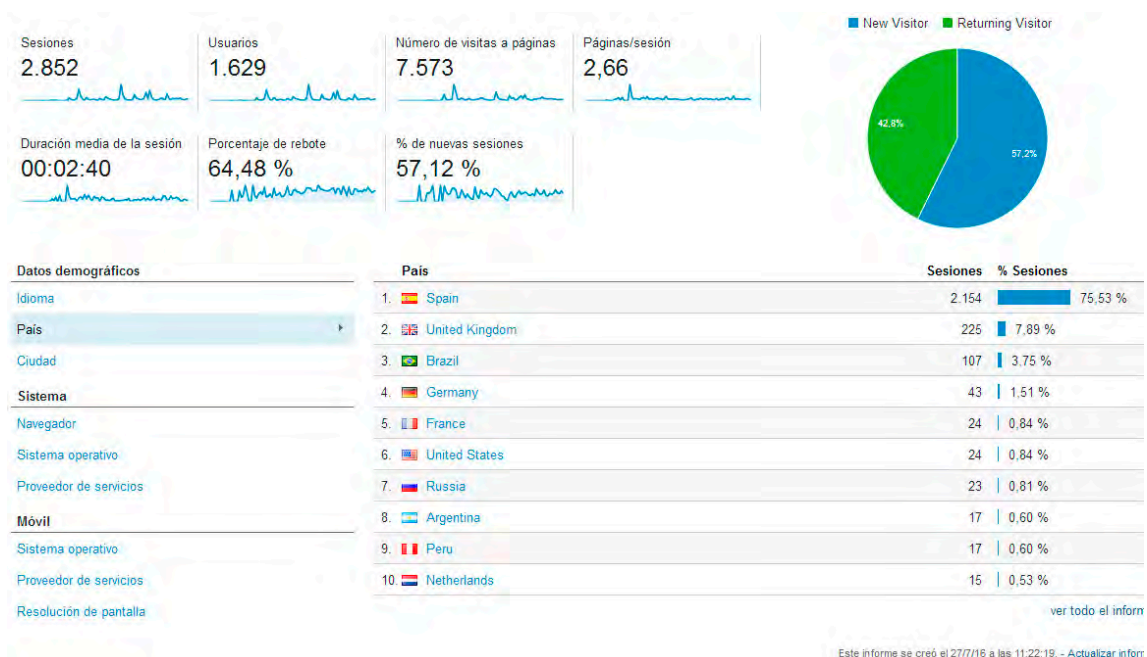 New Visitor Returning Visitor
Sesiones Usuarios Número de visitas a páginas Páginas/sesión
2.852 1.629 7.573 2,66
42,8%
57,2%
Duración media de la sesión Porcentaje de rebote % de nuevas sesiones
00:02:40 64,48 % 57,12 %
Datos demográficos País Sesiones % Sesiones
Idioma 1. Spain 2.154 75,53 %
País 2. United Kingdom 225 7,89 %
Ciudad 3. Brazil 107 3,75 %
Sistema 4. Germany 43 1,51 %
Navegador 5. France 24 0,84 %
Sistema operativo 6. United States 24 0,84 %
Proveedor de servicios 7. Russia 23 0,81 %
Móvil 8. Argentina 17 0,60 %
Sistema operativo 9. Peru 17 0,60 %
Proveedor de servicios 10. Netherlands 15 0,53 %
Resolución de pantalla ver todo el inform
Este informe se creó el 27/7/16 a las 11:22:19. - Actualizar inform